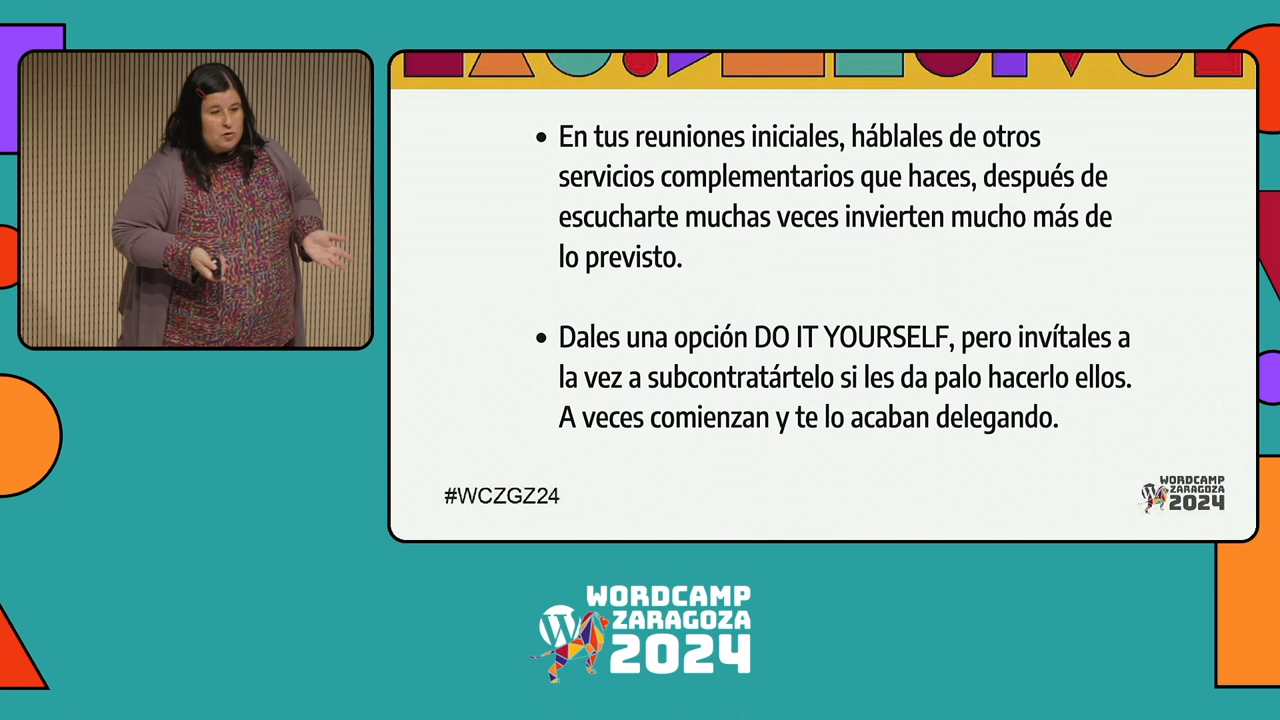 • En tus reuniones iniciales, háblales de otros
servicios complementarios que haces, después de
escucharte muchas veces invierten mucho más de
lo previsto.
• Dales una opción DO IT YOURSELF, pero invítales a
la vez a subcontratártelo si les da palo hacerlo ellos.
A veces comienzan y te lo acaban delegando.
#WCZGZ24
WORDCAMP
ZARAGOZA
2024
WORDCAMP
ZARAGOZA
2024